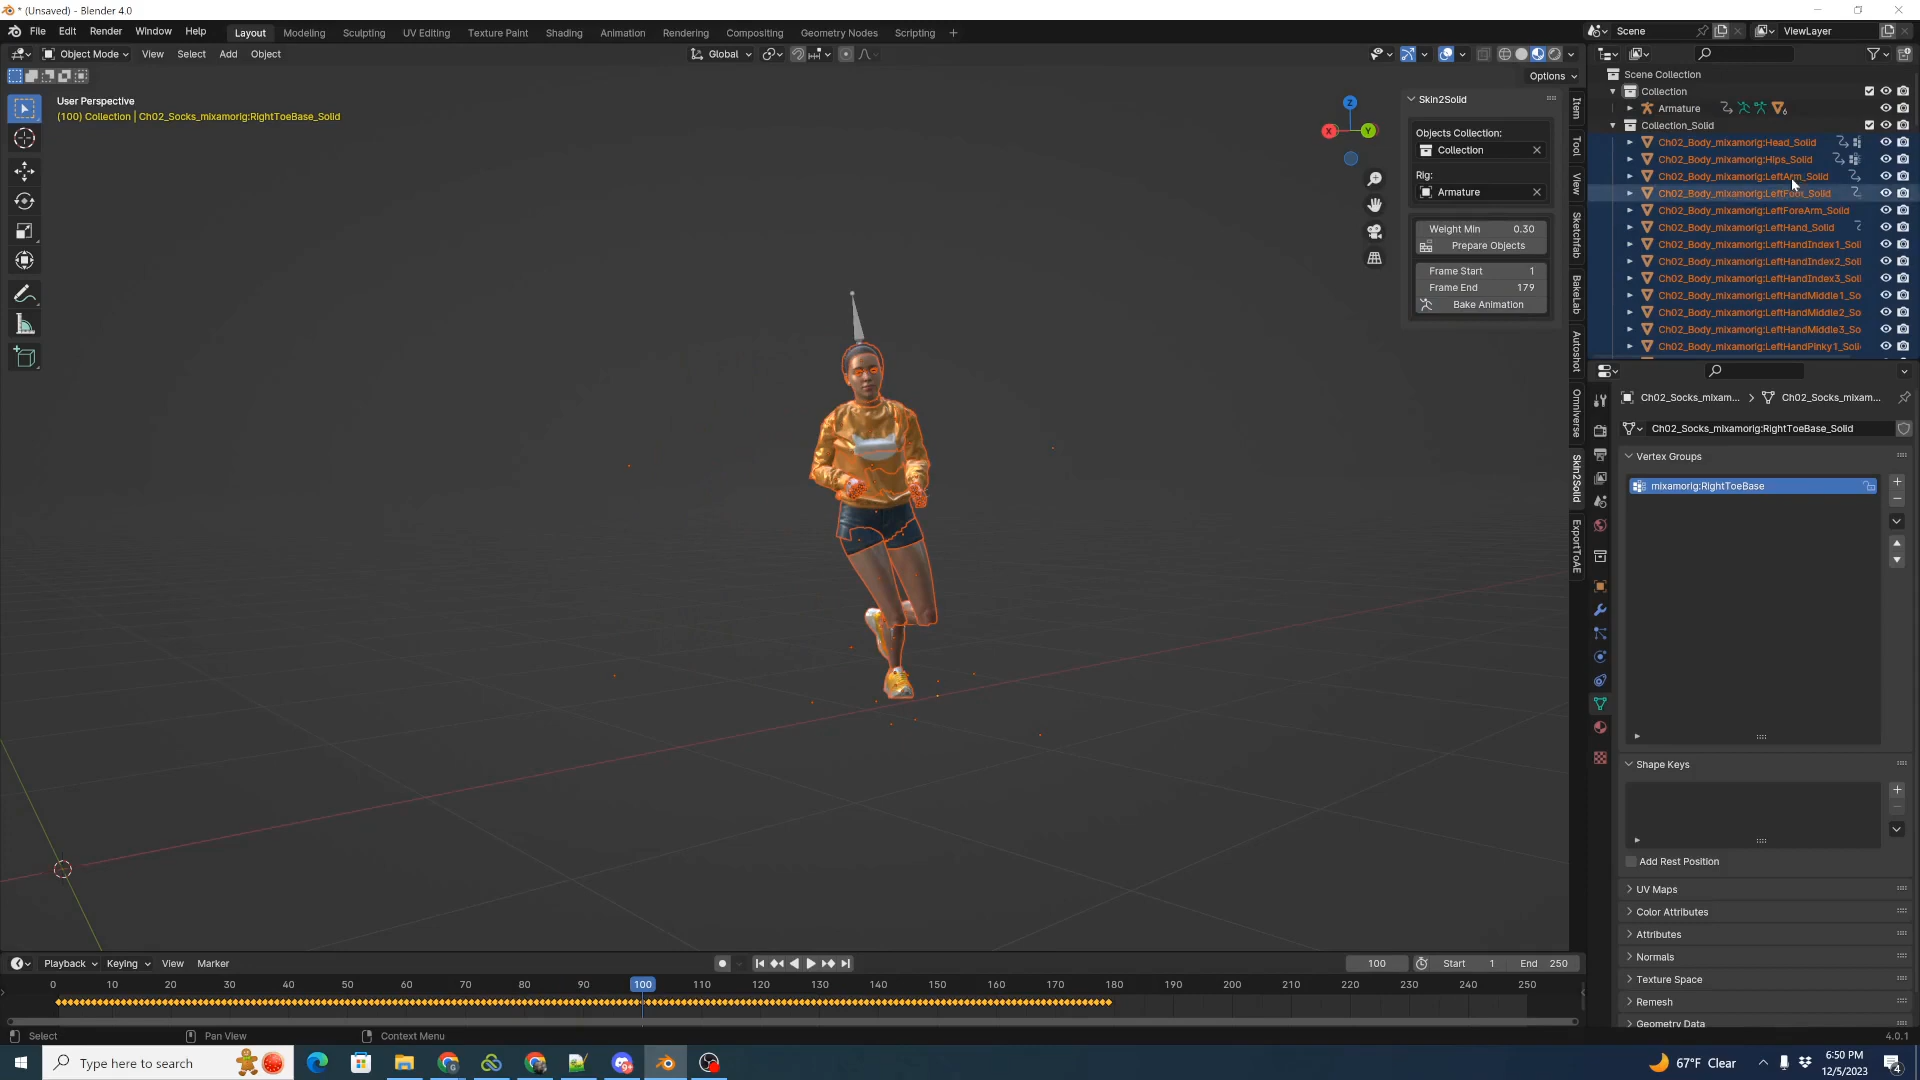 * (Unsaved) - Blender 4.0
File Edit Render Window Help
Layout Modeling Sculpting UV Editing Texture Paint Shading Animation Rendering Compositing Geometry Nodes Scripting +
Scene
ViewLayer
Object Mode View Select Add Object
Global
Options
User Perspective
(100) Collection | Ch02_Socks_mixamorig:RightToeBase_Solid
Z
X
Y
Skin2Solid
Objects Collection:
Collection
Rig:
Armature
Weight Min 0.30
Prepare Objects
Frame Start 1
Frame End 179
Bake Animation
Item
Tool
View
Sketchfab
BakeLab
Autoshot
Omniverse
Skin2Solid
ExportToAE
Scene Collection
Collection
Armature
6
Collection_Solid
Ch02_Body_mixamorig:Head_Solid
Ch02_Body_mixamorig:Hips_Solid
Ch02_Body_mixamorig:LeftArm_Solid
Ch02_Body_mixamorig:LeftFoot_Solid
Ch02_Body_mixamorig:LeftForeArm_Solid
Ch02_Body_mixamorig:LeftHand_Solid
Ch02_Body_mixamorig:LeftHandIndex1_Soli
Ch02_Body_mixamorig:LeftHandIndex2_Soli
Ch02_Body_mixamorig:LeftHandIndex3_Soli
Ch02_Body_mixamorig:LeftHandMiddle1_So
Ch02_Body_mixamorig:LeftHandMiddle2_So
Ch02_Body_mixamorig:LeftHandMiddle3_So
Ch02_Body_mixamorig:LeftHandPinky1_Soli
Ch02_Socks_mixam... > Ch02_Socks_mixam...
Ch02_Socks_mixamorig:RightToeBase_Solid
Vertex Groups
mixamorig:RightToeBase
Shape Keys
Add Rest Position
UV Maps
Color Attributes
Attributes
Normals
Texture Space
Remesh
Geometry Data
Playback Keying View Marker
100 Start 1 End 250
0 10 20 30 40 50 60 70 80 90 100 110 120 130 140 150 160 170 180 190 200 210 220 230 240 250
Select Pan View Context Menu
4.0.1
Type here to search
67°F Clear
6:50 PM
12/5/2023
4